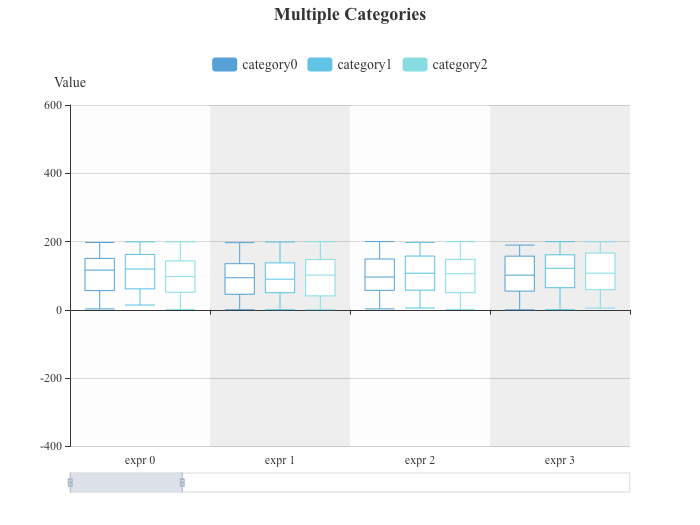 Multiple Categories
category0 category1 category2
Value
600
400
200
0
-200
-400
expr 0 expr 1 expr 2 expr 3